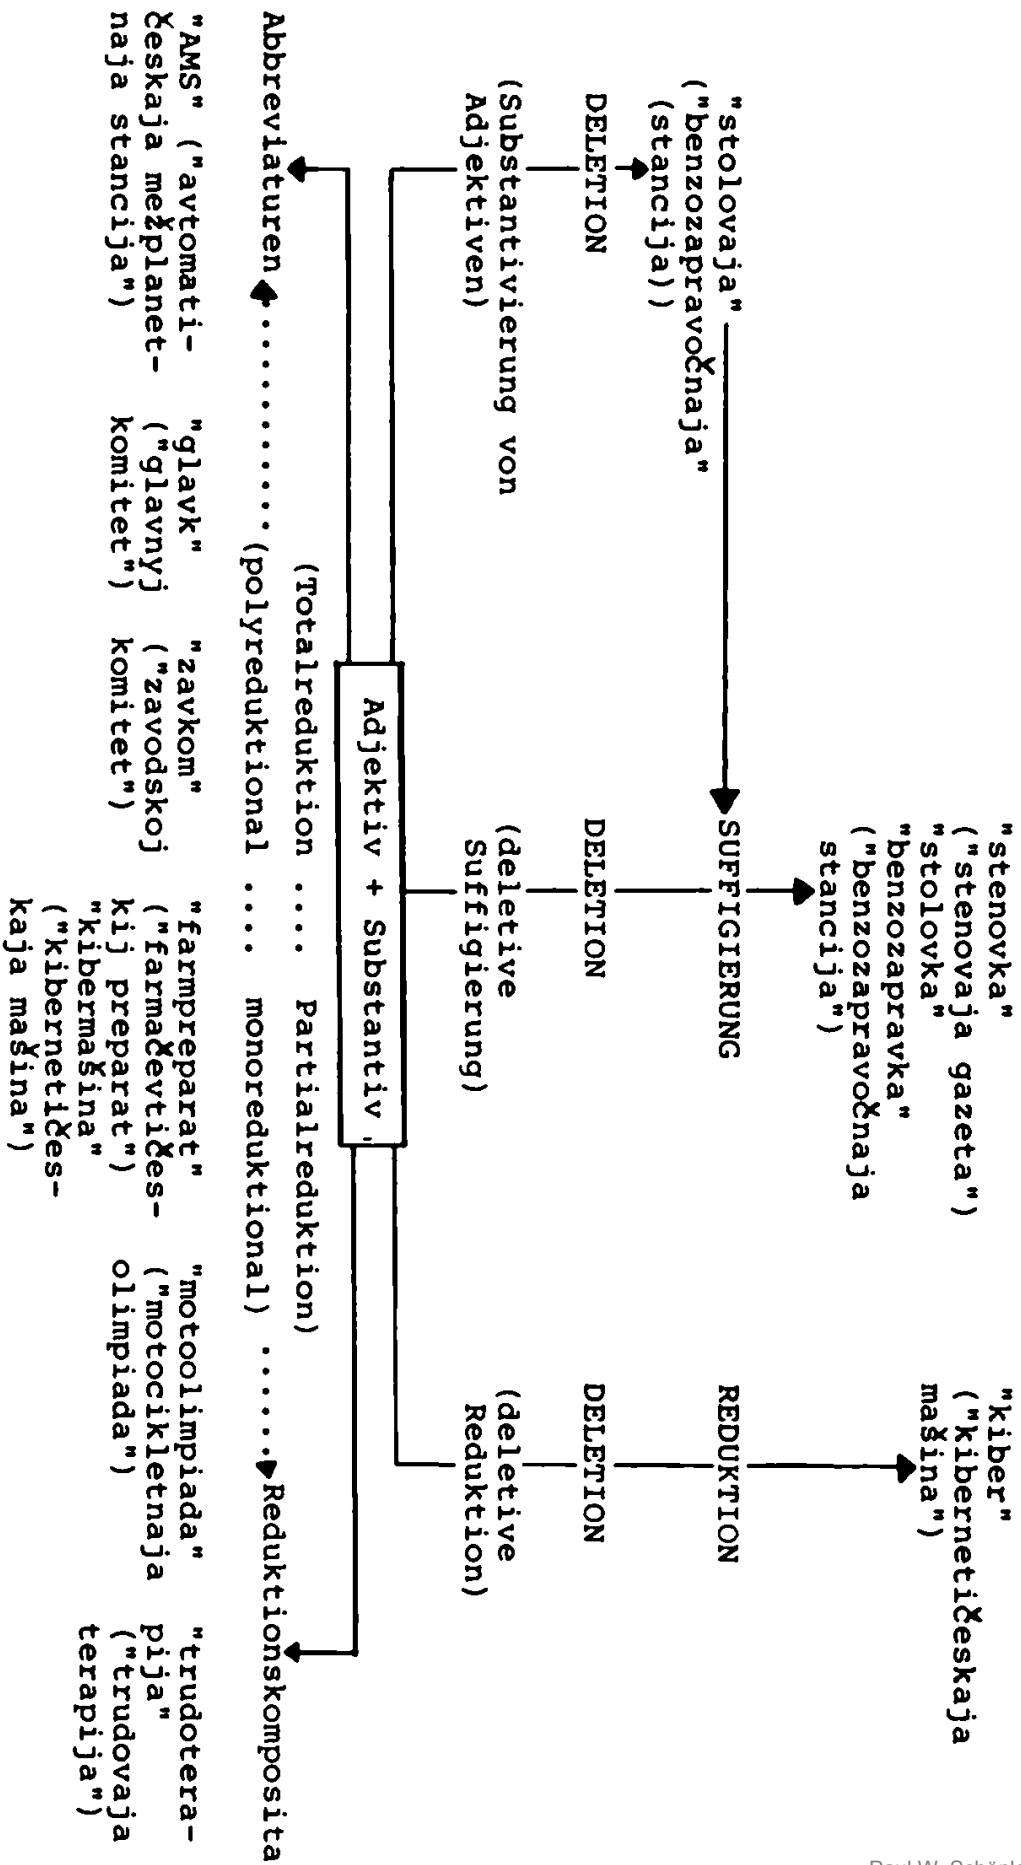 "stenovka"
("stenovaja gazeta")
"stolovka"
"benzozapravka"
("benzozapravočnaja
stancija")
"kiber"
("kibernetičeskaja
mašina")
"stolovaja"
("benzozapravočnaja"
(stancija))
SUFFIGIERUNG
REDUKTION
DELETION
DELETION
DELETION
(Substantivierung von
Adjektiven)
(deletive
Suffigierung)
(deletive
Reduktion)
Adjektiv + Substantiv
(Totalreduktion .... Partialreduktion)
Abbreviaturen ........... (polyreduktional .... monoreduktional) ...... Reduktionskomposita
"AMS" ("avtomati-
českaja mežplanet-
naja stancija")
"glavk"
("glavnyj
komitet")
"zavkom"
("zavodskoj
komitet")
"farmpreparat"
("farmačevtičes-
kij preparat")
"kibermašina"
("kibernetičes-
kaja mašina")
"motoolimpiada"
("motocikletnaja
olimpiada")
"trudotera-
pija"
("trudovaja
terapija")